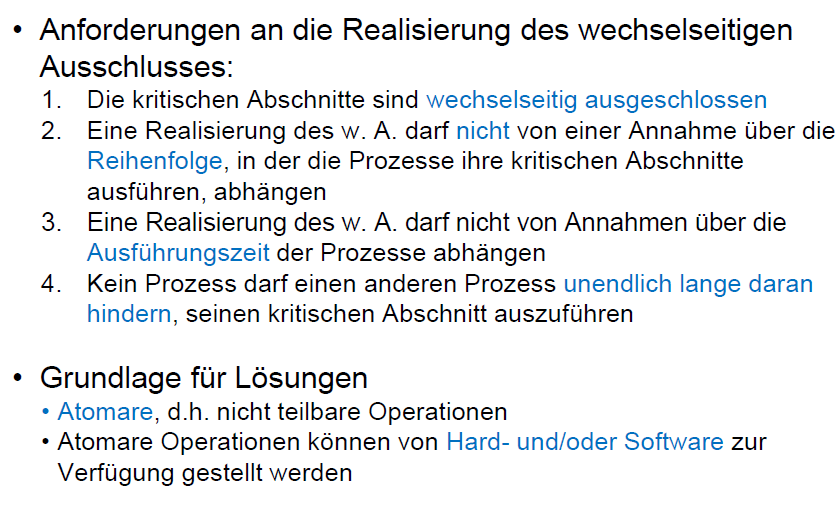 • Anforderungen an die Realisierung des wechselseitigen
Ausschlusses:
1. Die kritischen Abschnitte sind wechselseitig ausgeschlossen
2. Eine Realisierung des w. A. darf nicht von einer Annahme über die
Reihenfolge, in der die Prozesse ihre kritischen Abschnitte
ausführen, abhängen
3. Eine Realisierung des w. A. darf nicht von Annahmen über die
Ausführungszeit der Prozesse abhängen
4. Kein Prozess darf einen anderen Prozess unendlich lange daran
hindern, seinen kritischen Abschnitt auszuführen
• Grundlage für Lösungen
• Atomare, d.h. nicht teilbare Operationen
• Atomare Operationen können von Hard- und/oder Software zur
Verfügung gestellt werden